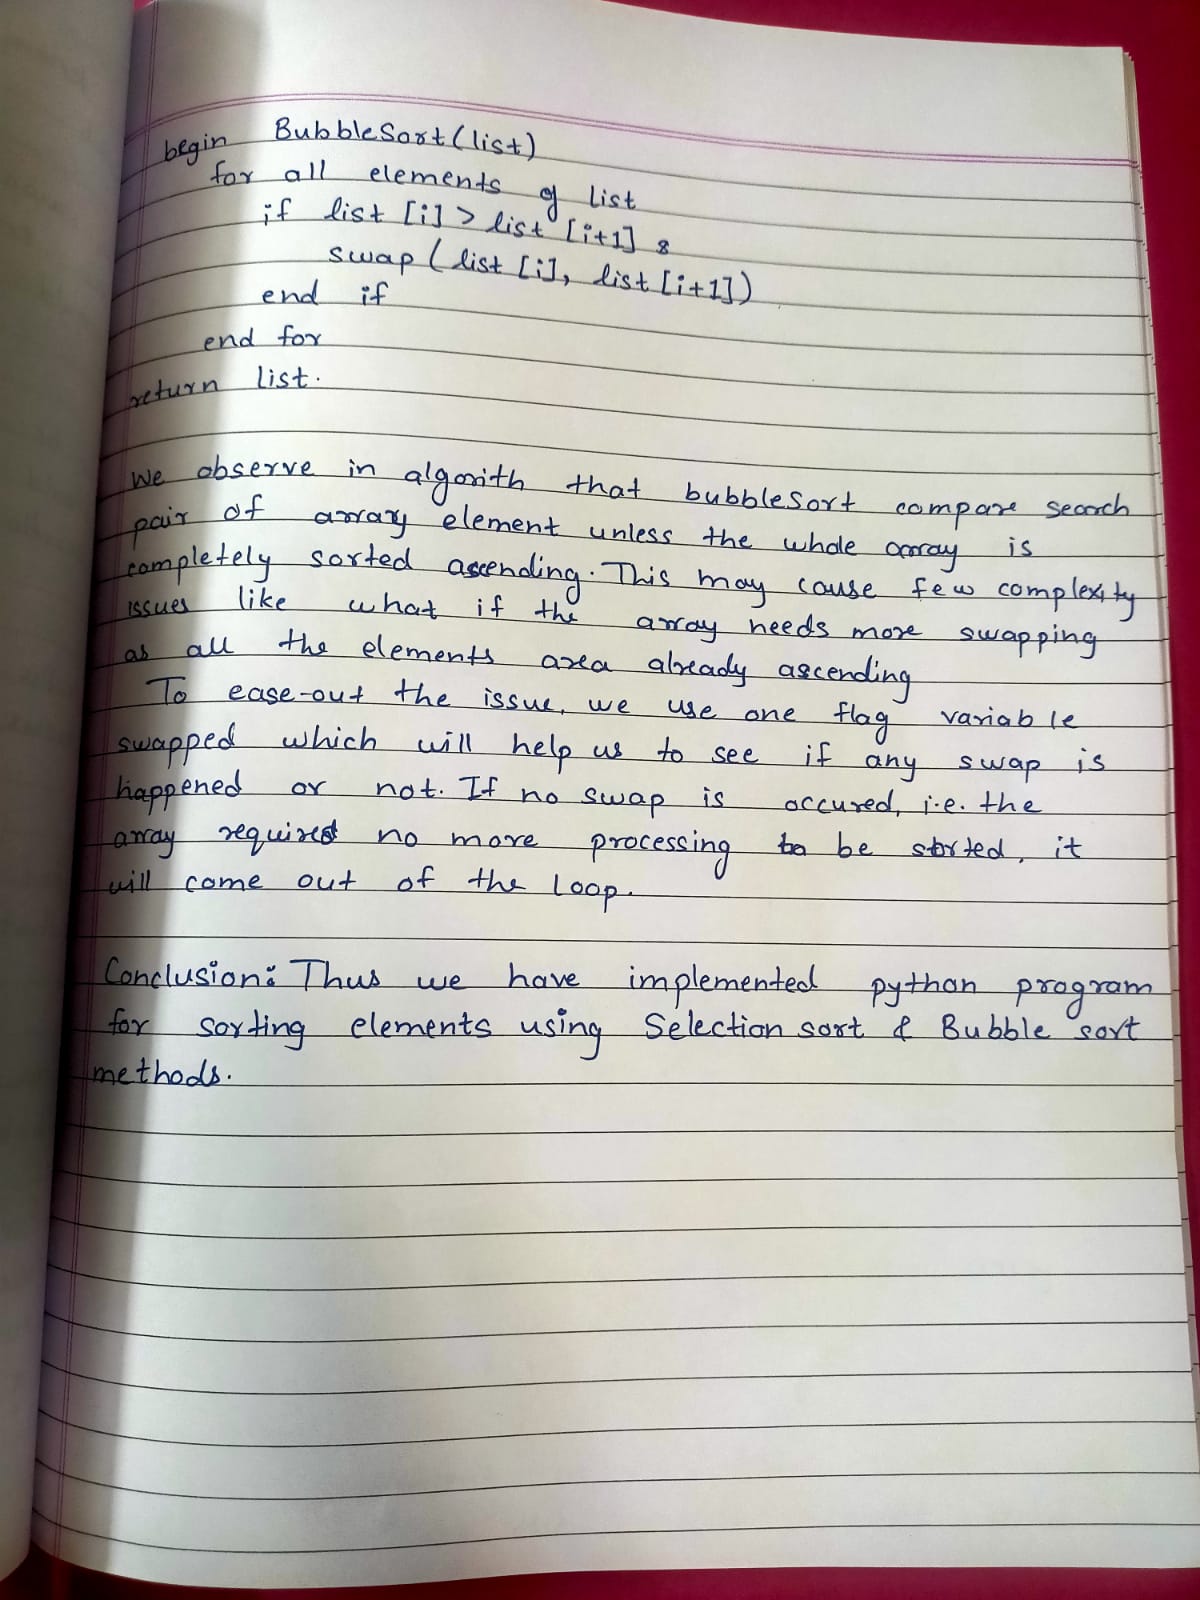 begin BubbleSort(list)
for all elements of list
if list [i] > list [i+1] :
swap ( list [i], list [i+1])
end if
end for
return list.
We observe in algorith that bubbleSort compare search
pair of array element unless the whole array is
completely sorted ascending. This may cause few complexity
issues like what if the array needs more swapping
as all the elements area already ascending
To ease-out the issue, we use one flag variable
swapped which will help us to see if any swap is
happened or not. If no swap is occured, i.e. the
array required no more processing to be sorted, it
will come out of the loop.
Conclusion: Thus we have implemented python program
for sorting elements using Selection sort & Bubble sort
methods.